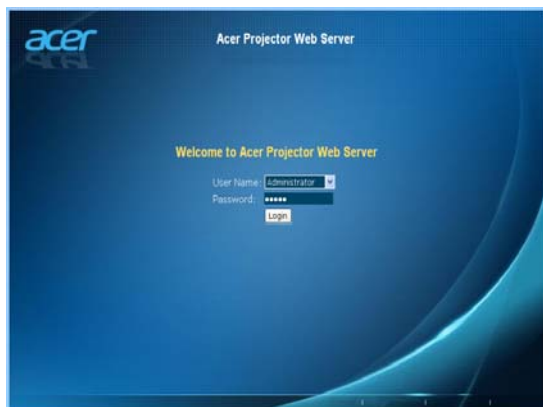 acer
Acer Projector Web Server
Welcome to Acer Projector Web Server
User Name: Administrator
Password: •••••
Login